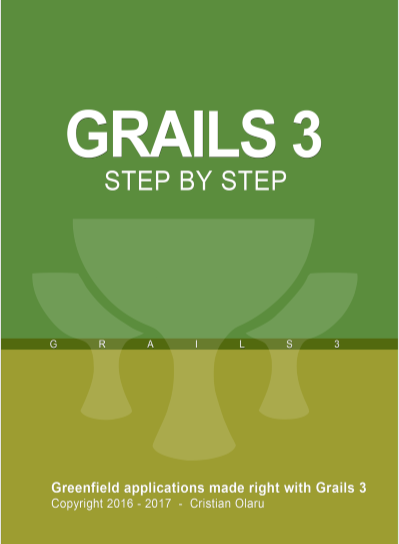 GRAILS 3
STEP BY STEP
G R A I L S 3
Greenfield applications made right with Grails 3
Copyright 2016 - 2017 - Cristian Olaru